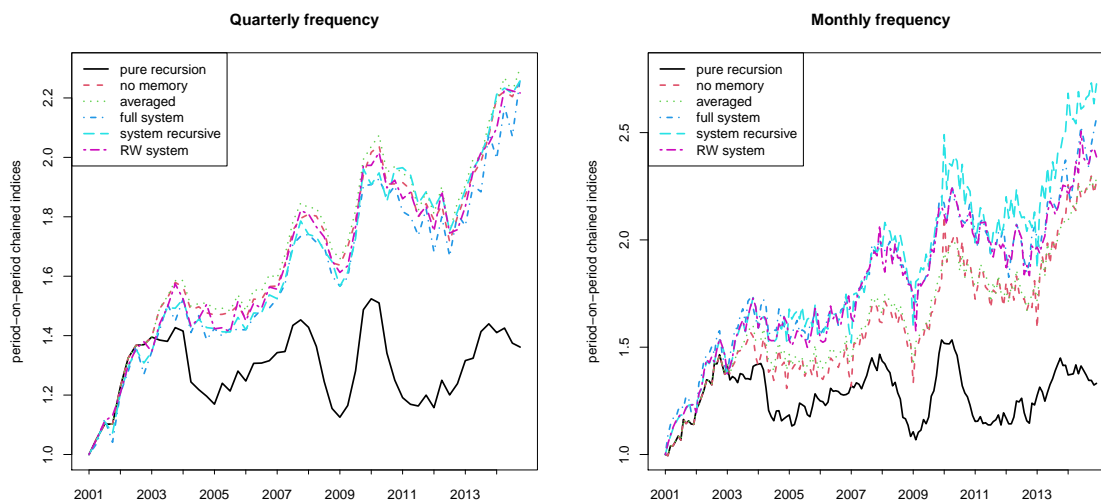 Quarterly frequency
period−on−period chained indices
2.2
2.0
1.8
1.6
1.4
1.2
1.0
pure recursion
no memory
averaged
full system
system recursive
RW system
2001 2003 2005 2007 2009 2011 2013
Monthly frequency
period−on−period chained indices
2.5
2.0
1.5
1.0
pure recursion
no memory
averaged
full system
system recursive
RW system
2001 2003 2005 2007 2009 2011 2013